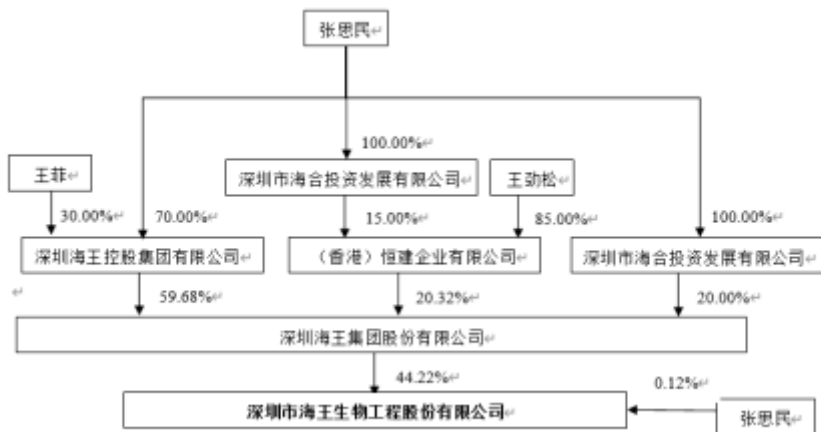 张思民↵
100.00%↵
王菲↵
深圳市海合投资发展有限公司↵
王劲松↵
30.00%↵
70.00%↵
15.00%↵
85.00%↵
100.00%↵
深圳海王控股集团有限公司↵
（香港）恒建企业有限公司↵
深圳市海合投资发展有限公司↵
↵
59.68%↵
20.32%↵
20.00%↵
深圳海王集团股份有限公司↵
44.22%↵
0.12%↵
深圳市海王生物工程股份有限公司↵
张思民↵